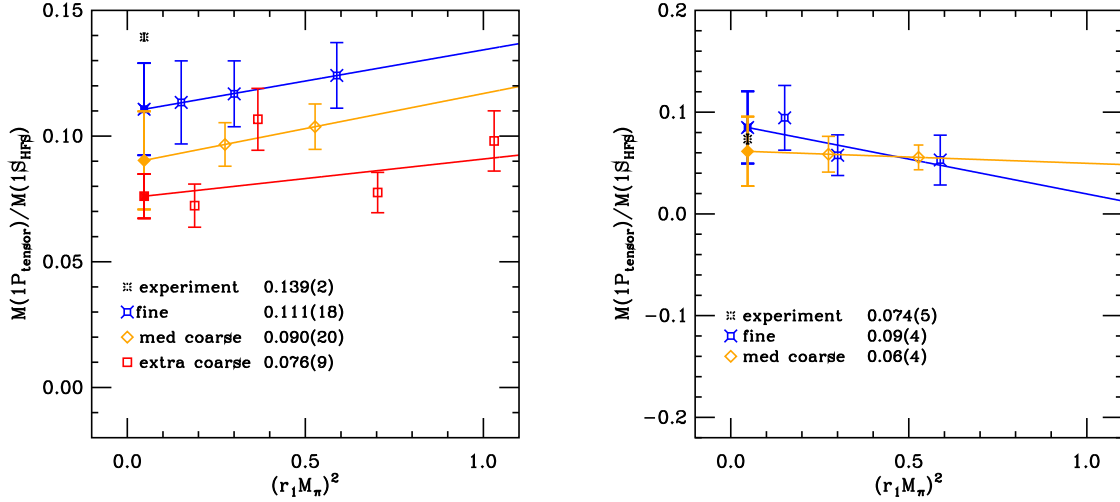 0.15
0.10
0.05
0.00
M(1P_tensor)/M(1S_HFS)
experiment 0.139(2)
fine 0.111(18)
med coarse 0.090(20)
extra coarse 0.076(9)
0.0 0.5 1.0
(r_1M_π)^2
0.2
0.1
0.0
−0.1
−0.2
M(1P_tensor)/M(1S_HFS)
experiment 0.074(5)
fine 0.09(4)
med coarse 0.06(4)
0.0 0.5 1.0
(r_1M_π)^2